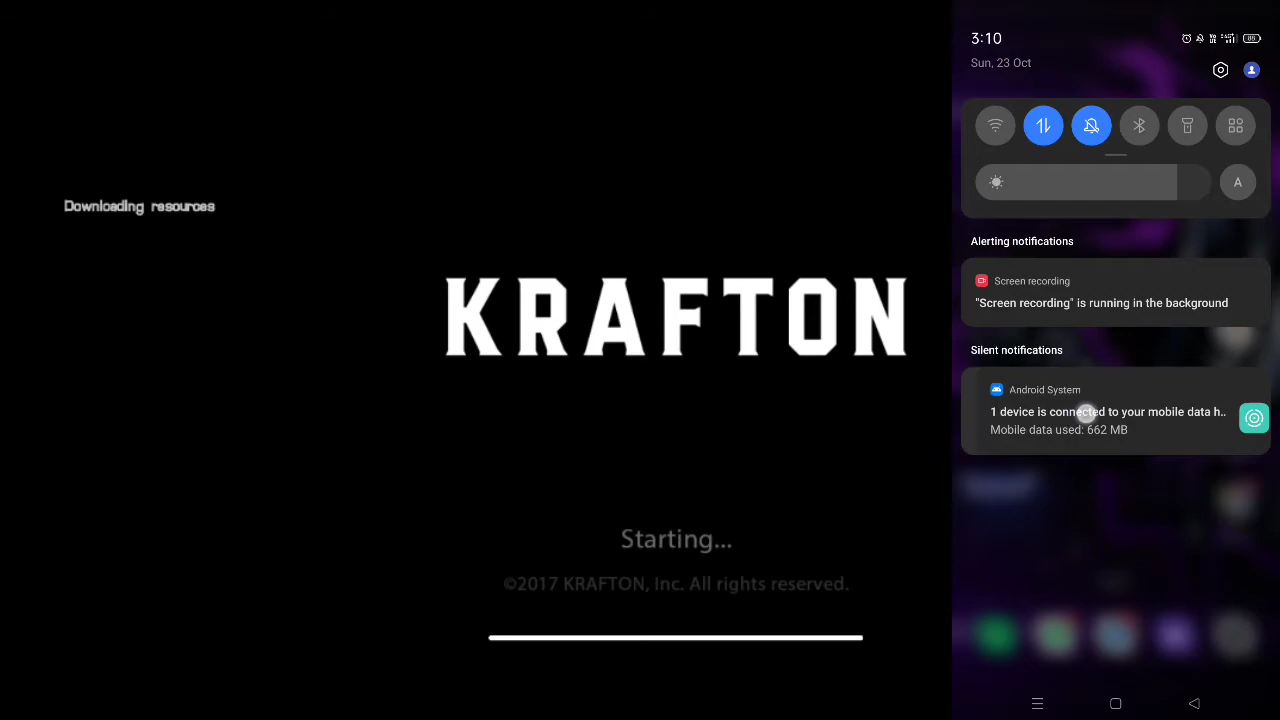 Downloading resources
KRAFTON
Starting...
©2017 KRAFTON, Inc. All rights reserved.
3:10
Sun, 23 Oct
A
Alerting notifications
Screen recording
"Screen recording" is running in the background
Silent notifications
Android System
1 device is connected to your mobile data h..
Mobile data used: 662 MB